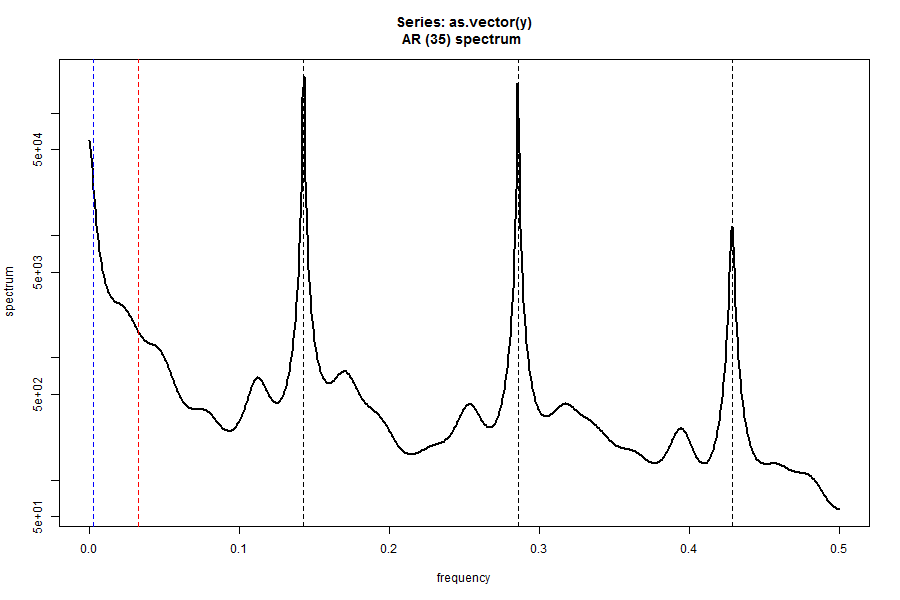 Series: as.vector(y)
AR (35) spectrum
spectrum
5e+04
5e+03
5e+02
5e+01
0.0 0.1 0.2 0.3 0.4 0.5
frequency